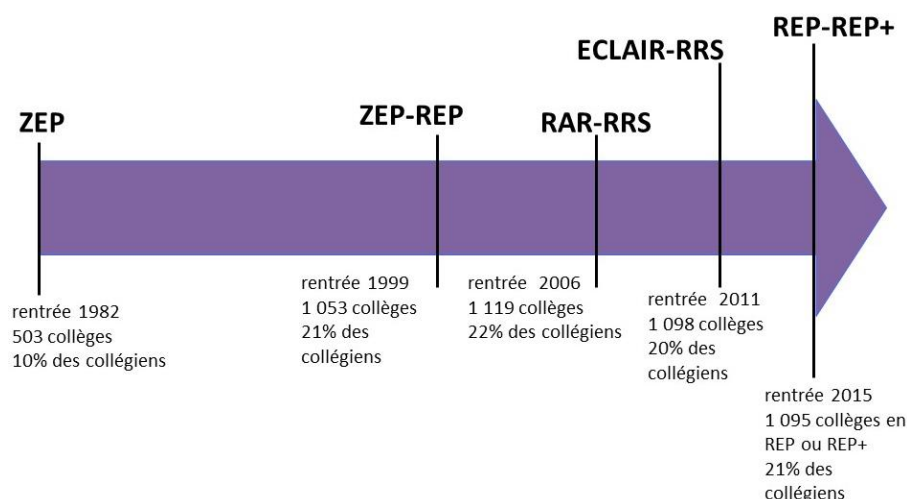 ZEP
rentrée 1982
503 collèges
10% des collégiens
ZEP-REP
rentrée 1999
1 053 collèges
21% des
collégiens
RAR-RRS
rentrée 2006
1 119 collèges
22% des collégiens
ECLAIR-RRS
rentrée 2011
1 098 collèges
20% des
collégiens
REP-REP+
rentrée 2015
1 095 collèges en
REP ou REP+
21% des
collégiens